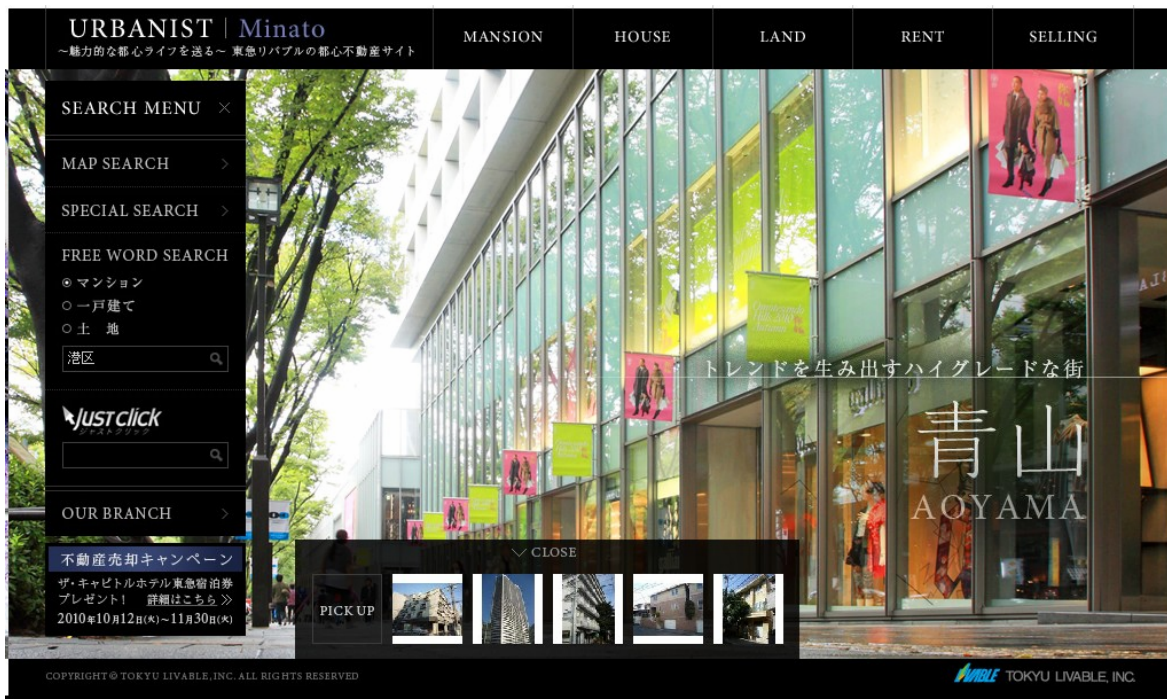 URBANIST | Minato
～魅力的な都心ライフを送る～ 東急リバブルの都心不動産サイト
MANSION
HOUSE
LAND
RENT
SELLING
SEARCH MENU
MAP SEARCH
SPECIAL SEARCH
FREE WORD SEARCH
マンション
一戸建て
土 地
港区
JUST CLICK
ジャストクリック
OUR BRANCH
不動産売却キャンペーン
ザ・キャピトルホテル東急宿泊券
プレゼント! 詳細はこちら≫
2010年10月12日(火)～11月30日(火)
トレンドを生み出すハイグレードな街
青山
AOYAMA
CLOSE
PICK UP
COPYRIGHT© TOKYU LIVABLE, INC. ALL RIGHTS RESERVED
LIVABLE TOKYU LIVABLE, INC.